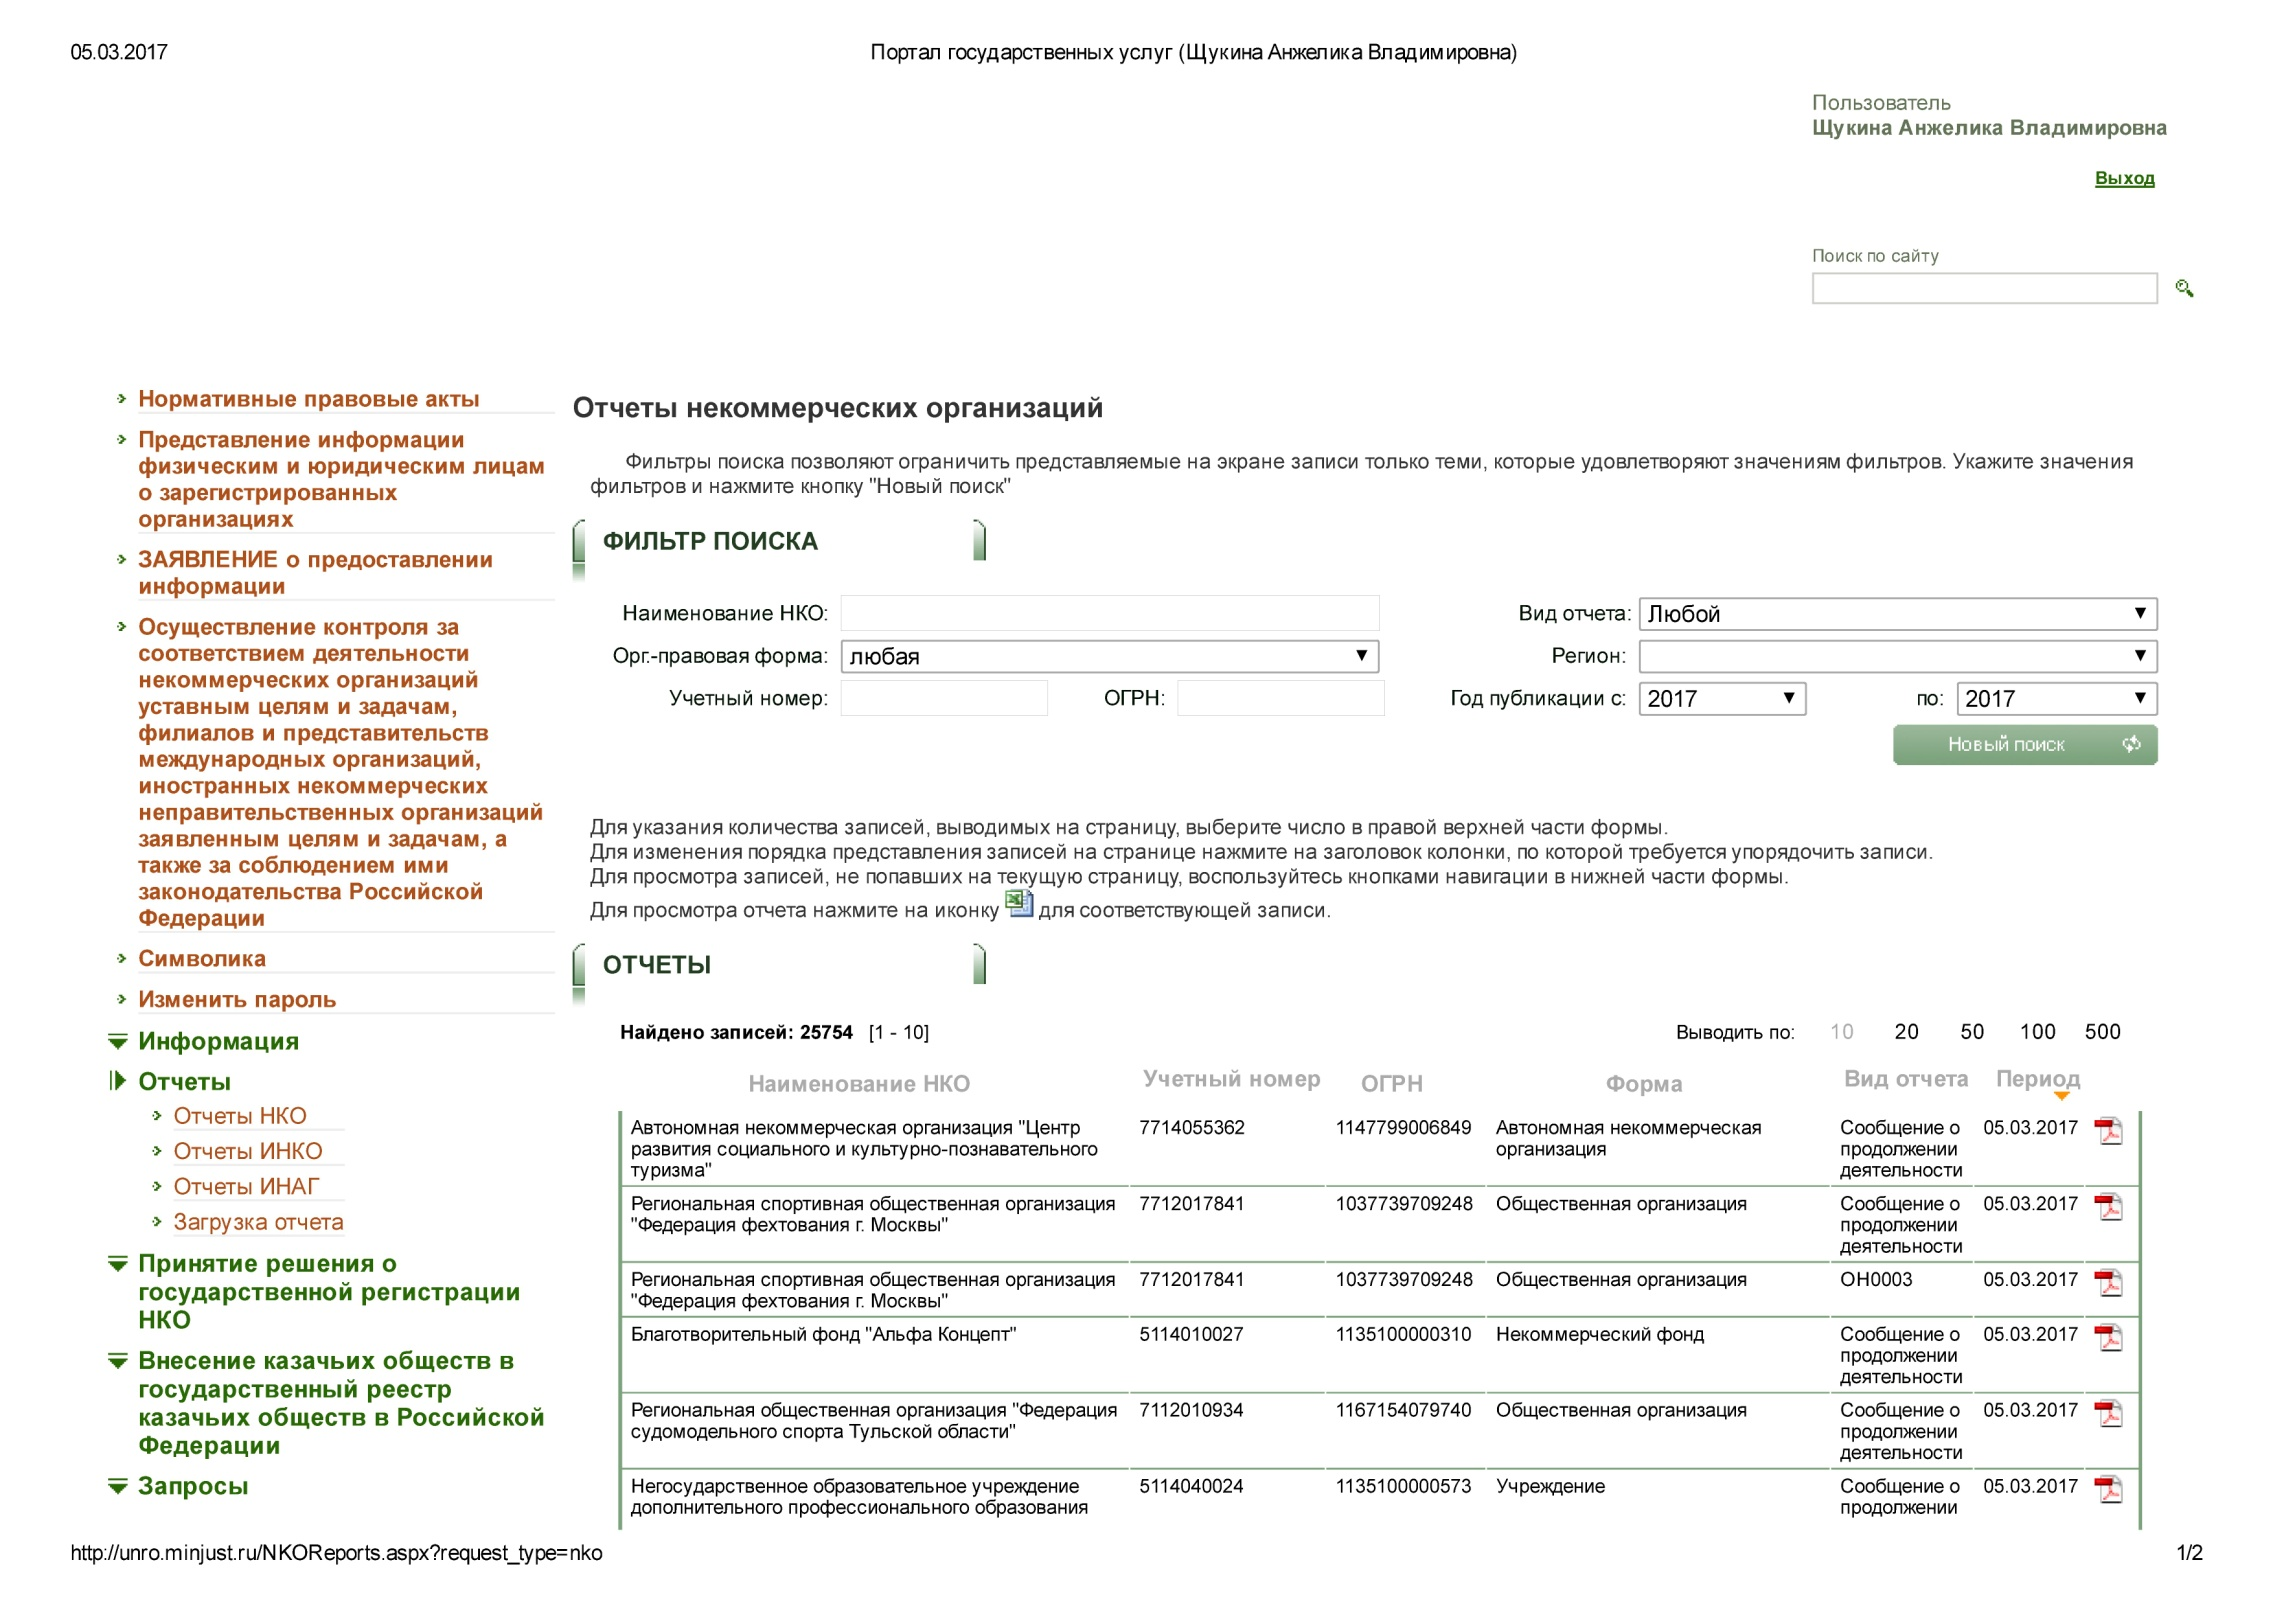 05.03.2017
Портал государственных услуг (Щукина Анжелика Владимировна)
Пользователь
Щукина Анжелика Владимировна
Выход
Поиск по сайту
Нормативные правовые акты
Представление информации
физическим и юридическим лицам
о зарегистрированных
организациях
ЗАЯВЛЕНИЕ о предоставлении
информации
Осуществление контроля за
соответствием деятельности
некоммерческих организаций
уставным целям и задачам,
филиалов и представительств
международных организаций,
иностранных некоммерческих
неправительственных организаций
заявленным целям и задачам, а
также за соблюдением ими
законодательства Российской
Федерации
Символика
Изменить пароль
Информация
Отчеты
Отчеты НКО
Отчеты ИНКО
Отчеты ИНАГ
Загрузка отчета
Принятие решения о
государственной регистрации
НКО
Внесение казачьих обществ в
государственный реестр
казачьих обществ в Российской
Федерации
Запросы
Отчеты некоммерческих организаций
Фильтры поиска позволяют ограничить представляемые на экране записи только теми, которые удовлетворяют значениям фильтров. Укажите значения
фильтров и нажмите кнопку "Новый поиск"
ФИЛЬТР ПОИСКА
Наименование НКО: Вид отчета: Любой
Орг.-правовая форма: любая Регион:
Учетный номер: ОГРН: Год публикации с: 2017 по: 2017
Новый поиск
Для указания количества записей, выводимых на страницу, выберите число в правой верхней части формы.
Для изменения порядка представления записей на странице нажмите на заголовок колонки, по которой требуется упорядочить записи.
Для просмотра записей, не попавших на текущую страницу, воспользуйтесь кнопками навигации в нижней части формы.
Для просмотра отчета нажмите на иконку для соответствующей записи.
ОТЧЕТЫ
Найдено записей: 25754 [1 - 10] Выводить по: 10 20 50 100 500
Наименование НКО Учетный номер ОГРН Форма Вид отчета Период
Автономная некоммерческая организация "Центр 7714055362 1147799006849 Автономная некоммерческая Сообщение о 05.03.2017
развития социального и культурно-познавательного организация продолжении
туризма" деятельности
Региональная спортивная общественная организация 7712017841 1037739709248 Общественная организация Сообщение о 05.03.2017
"Федерация фехтования г. Москвы" продолжении
деятельности
Региональная спортивная общественная организация 7712017841 1037739709248 Общественная организация ОН0003 05.03.2017
"Федерация фехтования г. Москвы"
Благотворительный фонд "Альфа Концепт" 5114010027 1135100000310 Некоммерческий фонд Сообщение о 05.03.2017
продолжении
деятельности
Региональная общественная организация "Федерация 7112010934 1167154079740 Общественная организация Сообщение о 05.03.2017
судомодельного спорта Тульской области" продолжении
деятельности
Негосударственное образовательное учреждение 5114040024 1135100000573 Учреждение Сообщение о 05.03.2017
дополнительного профессионального образования продолжении
http://unro.minjust.ru/NKOReports.aspx?request_type=nko
1/2